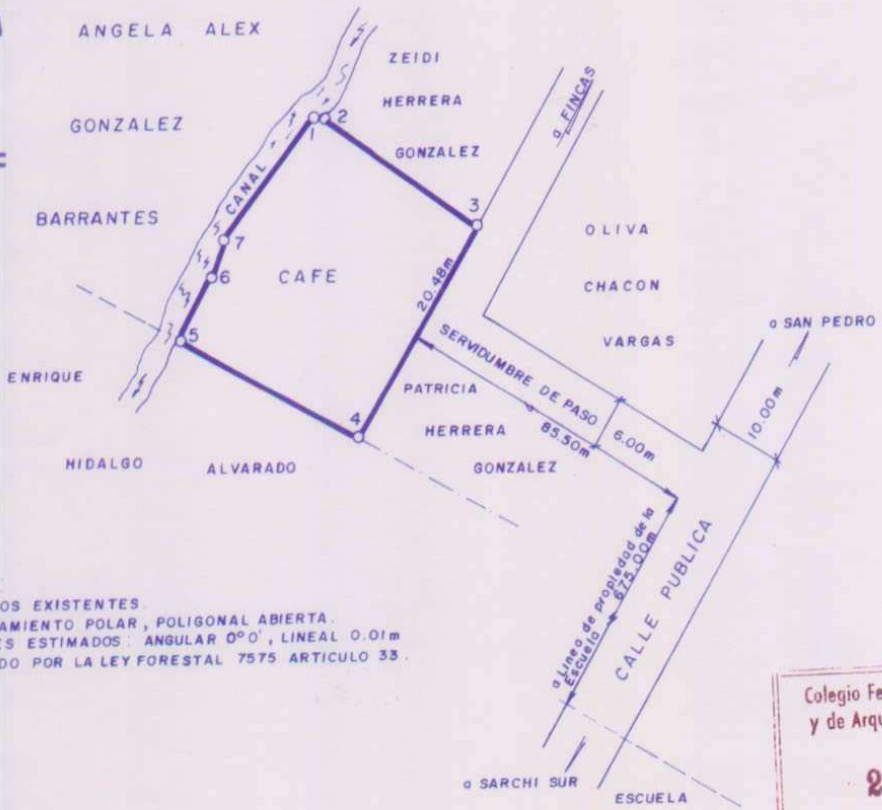 ANGELA ALEX
ZEIDI
HERRERA
GONZALEZ
GONZALEZ
a FINCAS
1
2
3
CANAL
BARRANTES
7
OLIVA
CHACON
VARGAS
CAFE
6
20.48m
a SAN PEDRO
5
SERVIDUMBRE DE PASO
10.00m
ENRIQUE
PATRICIA
HERRERA
GONZALEZ
85.50m
6.00m
4
HIDALGO ALVARADO
a Linea de propiedad de la
Escuela 675.00m
CALLE PUBLICA
OS EXISTENTES.
AMIENTO POLAR, POLIGONAL ABIERTA.
ES ESTIMADOS: ANGULAR 0°0', LINEAL 0.01m
DO POR LA LEY FORESTAL 7575 ARTICULO 33.
Colegio Fe
y de Arqu
2
a SARCHI SUR
ESCUELA